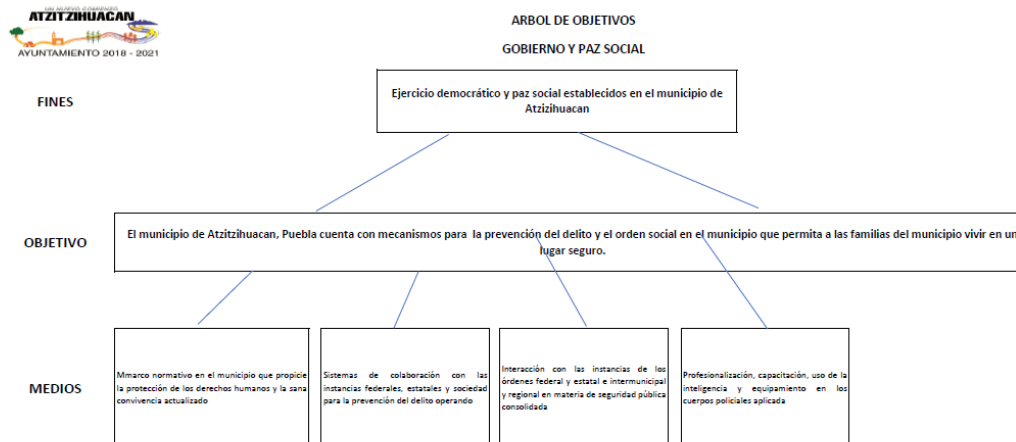 UN NUEVO COMIENZO
ATZITZIHUACAN
AYUNTAMIENTO 2018 - 2021
ARBOL DE OBJETIVOS
GOBIERNO Y PAZ SOCIAL
FINES
Ejercicio democrático y paz social establecidos en el municipio de
Atzizihuacan
OBJETIVO
El municipio de Atzitzihuacan, Puebla cuenta con mecanismos para la prevención del delito y el orden social en el municipio que permita a las familias del municipio vivir en un
lugar seguro.
MEDIOS
Mmarco normativo en el municipio que propicie
la protección de los derechos humanos y la sana
convivencia actualizado
Sistemas de colaboración con las
instancias federales, estatales y sociedad
para la prevención del delito operando
Interacción con las instancias de los
órdenes federal y estatal e intermunicipal
y regional en materia de seguridad pública
consolidada
Profesionalización, capacitación, uso de la
inteligencia y equipamiento en los
cuerpos policiales aplicada